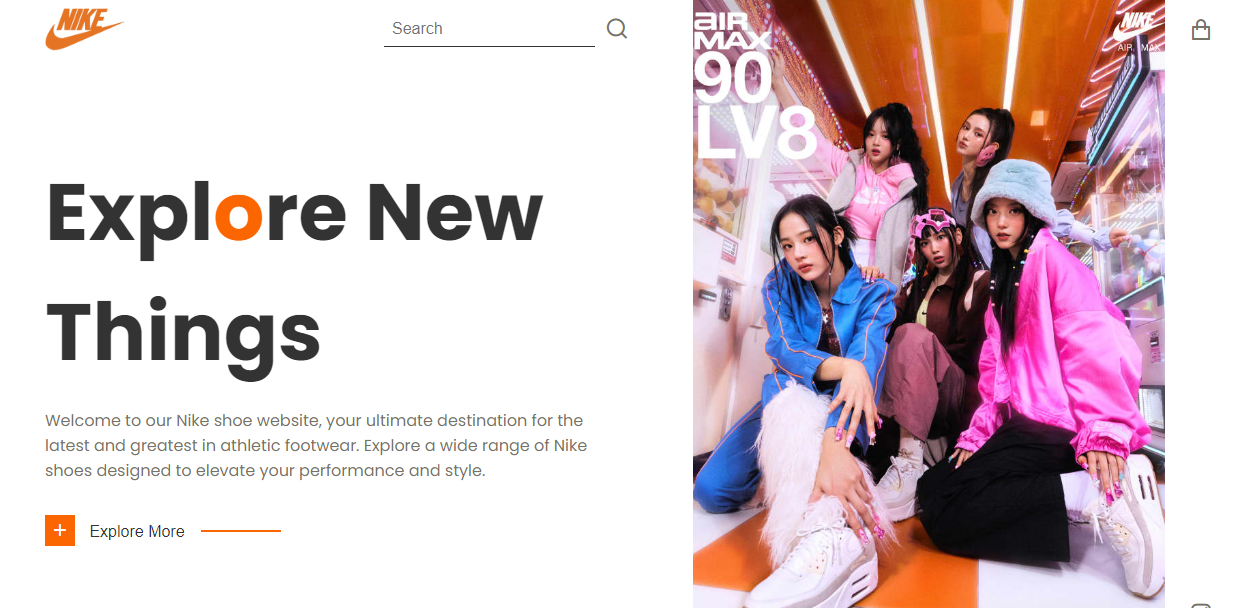 NIKE
Search
Explore New
Things
Welcome to our Nike shoe website, your ultimate destination for the
latest and greatest in athletic footwear. Explore a wide range of Nike
shoes designed to elevate your performance and style.
+ Explore More
AIR
MAX
90
LV8
NIKE
AIR MAX